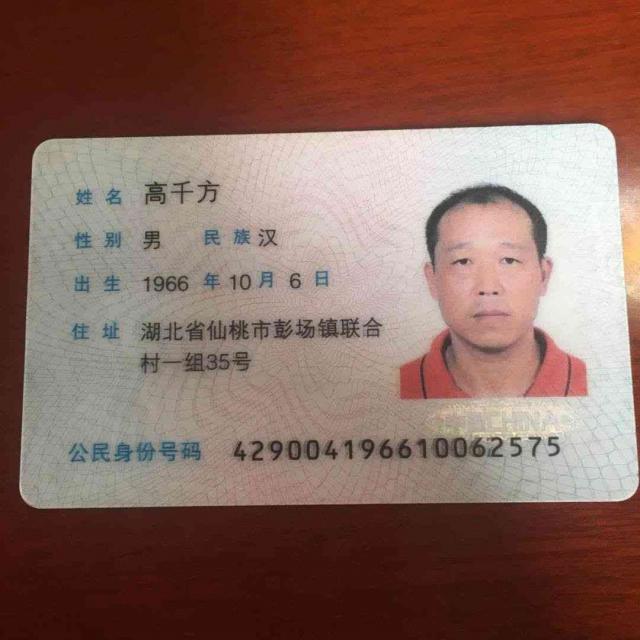 姓名 高千方
性别 男 民族 汉
出生 1966 年 10 月 6 日
住址 湖北省仙桃市彭场镇联合
村一组35号
CHINA
公民身份号码 429004196610062575